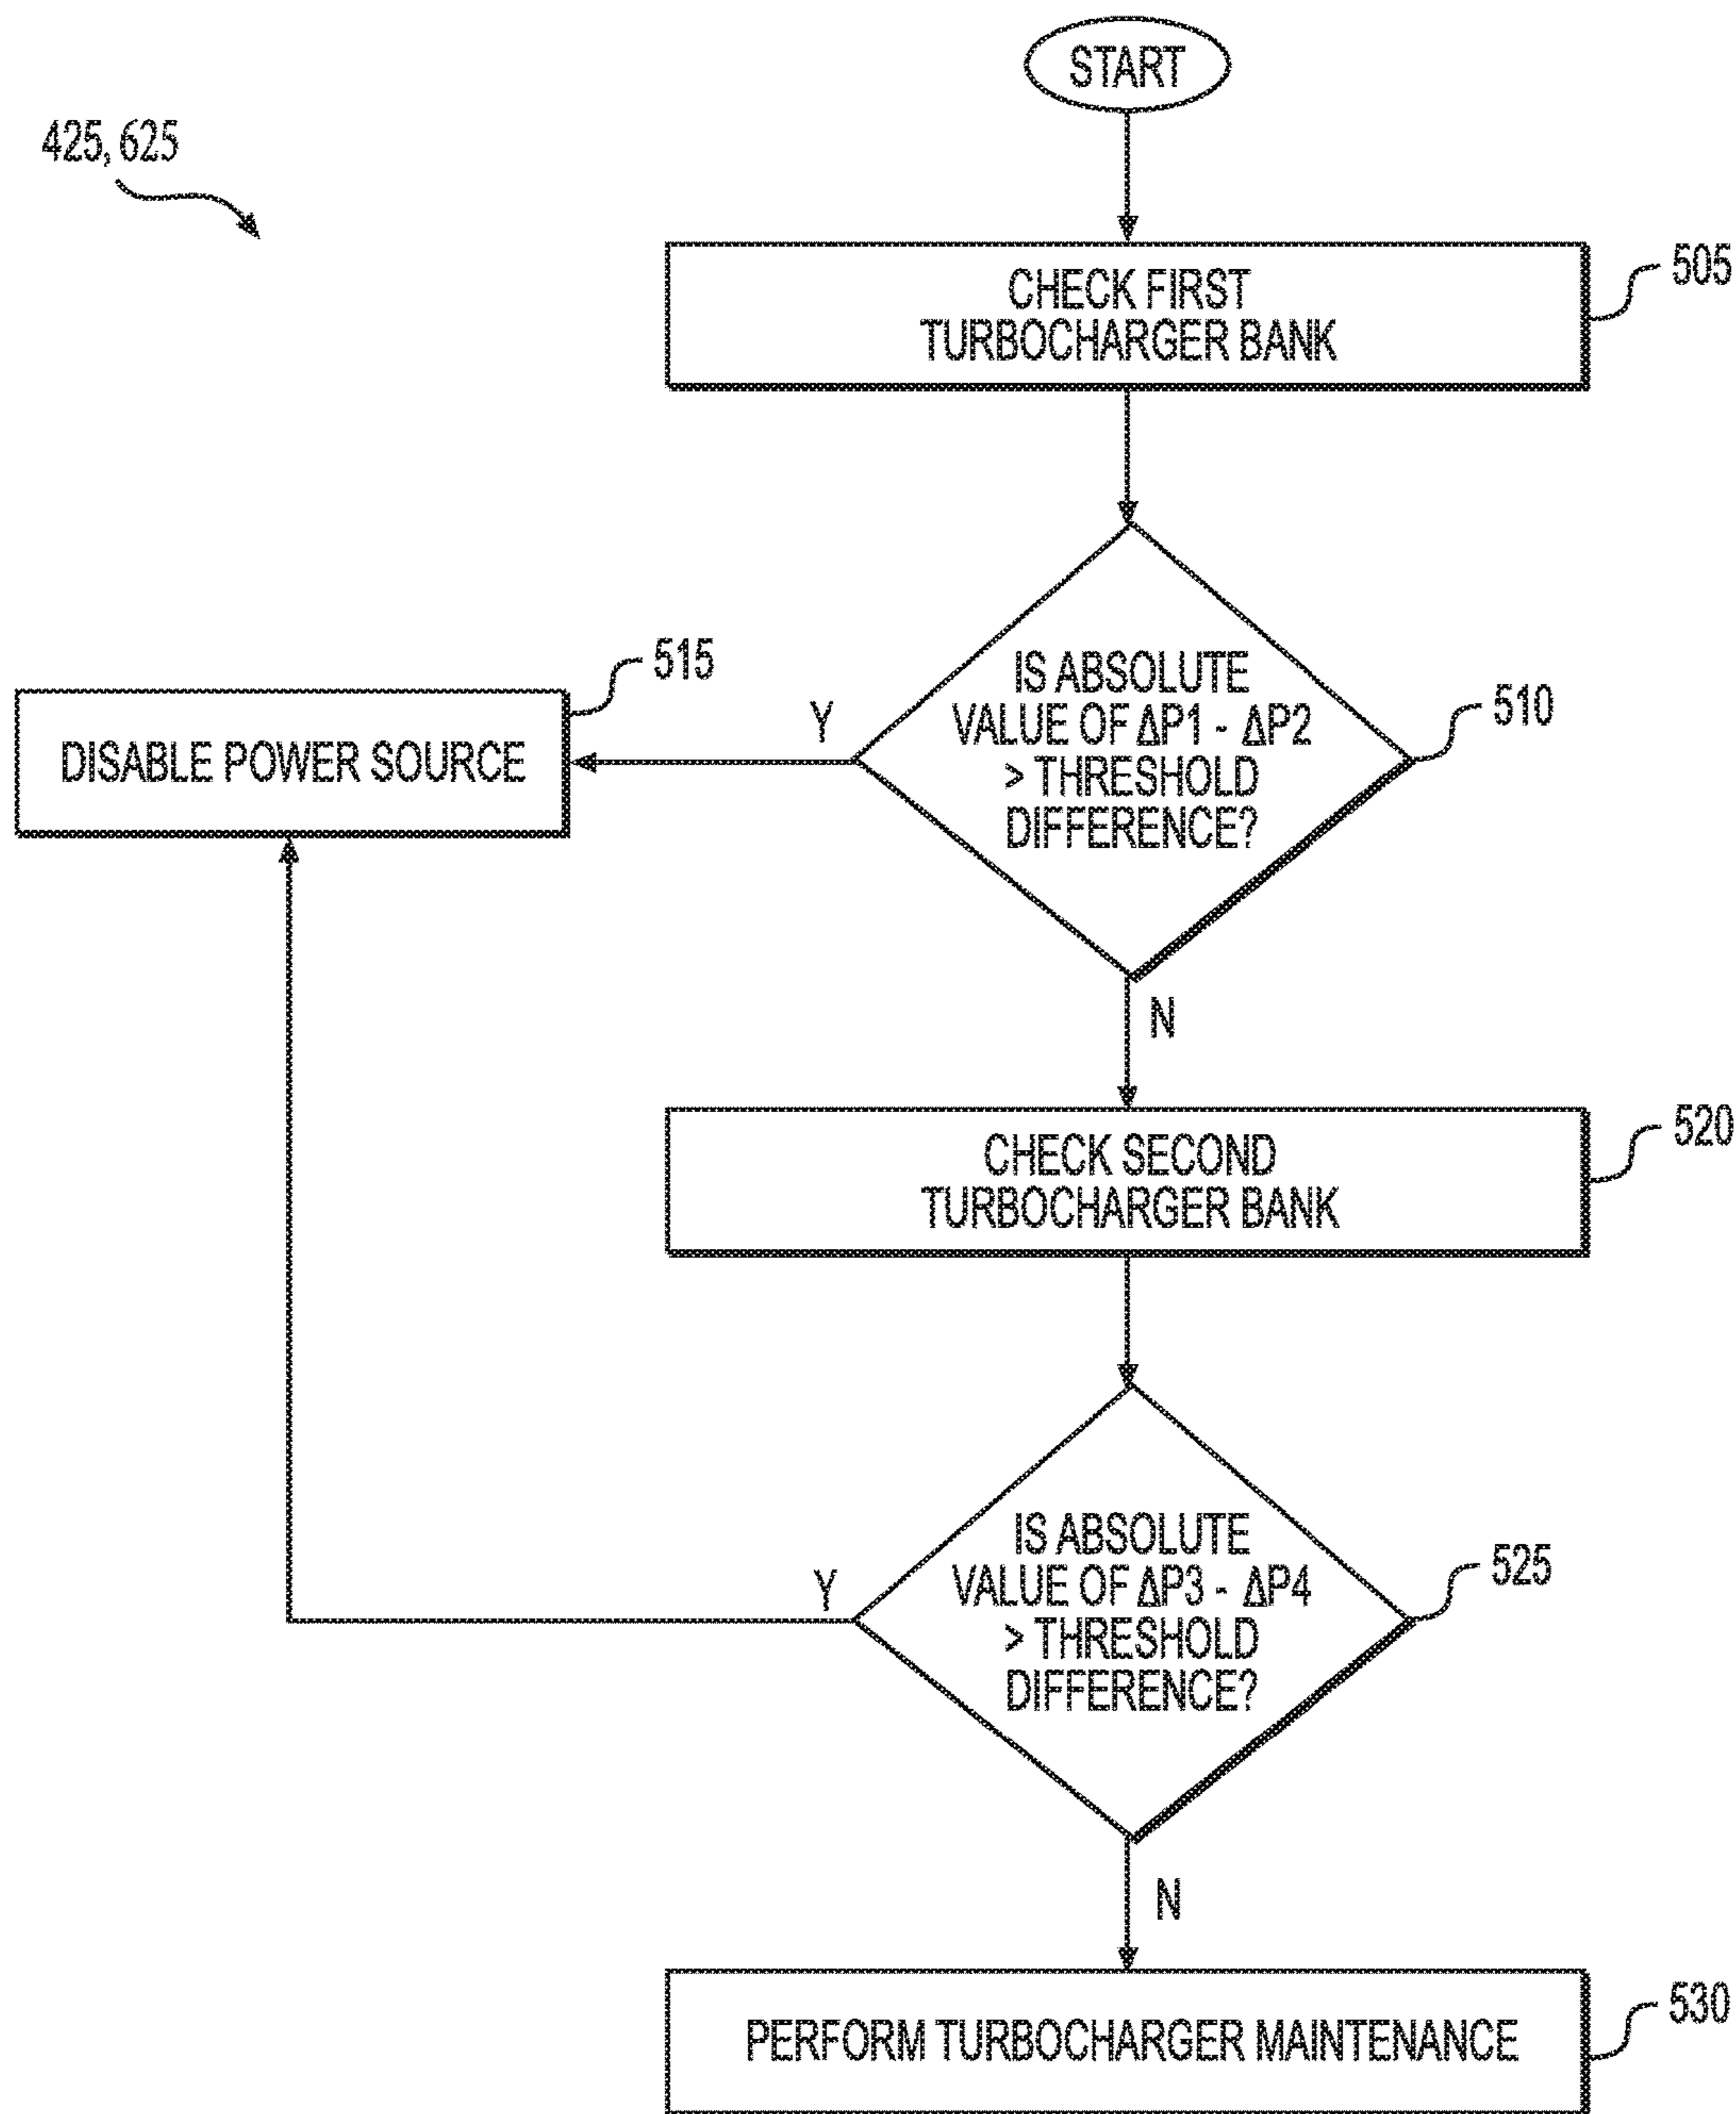 START
425, 625
CHECK FIRST
TURBOCHARGER BANK
505
515
DISABLE POWER SOURCE
Y
IS ABSOLUTE
VALUE OF ΔP1 - ΔP2
> THRESHOLD
DIFFERENCE?
510
N
CHECK SECOND
TURBOCHARGER BANK
520
Y
IS ABSOLUTE
VALUE OF ΔP3 - ΔP4
> THRESHOLD
DIFFERENCE?
525
N
PERFORM TURBOCHARGER MAINTENANCE
530